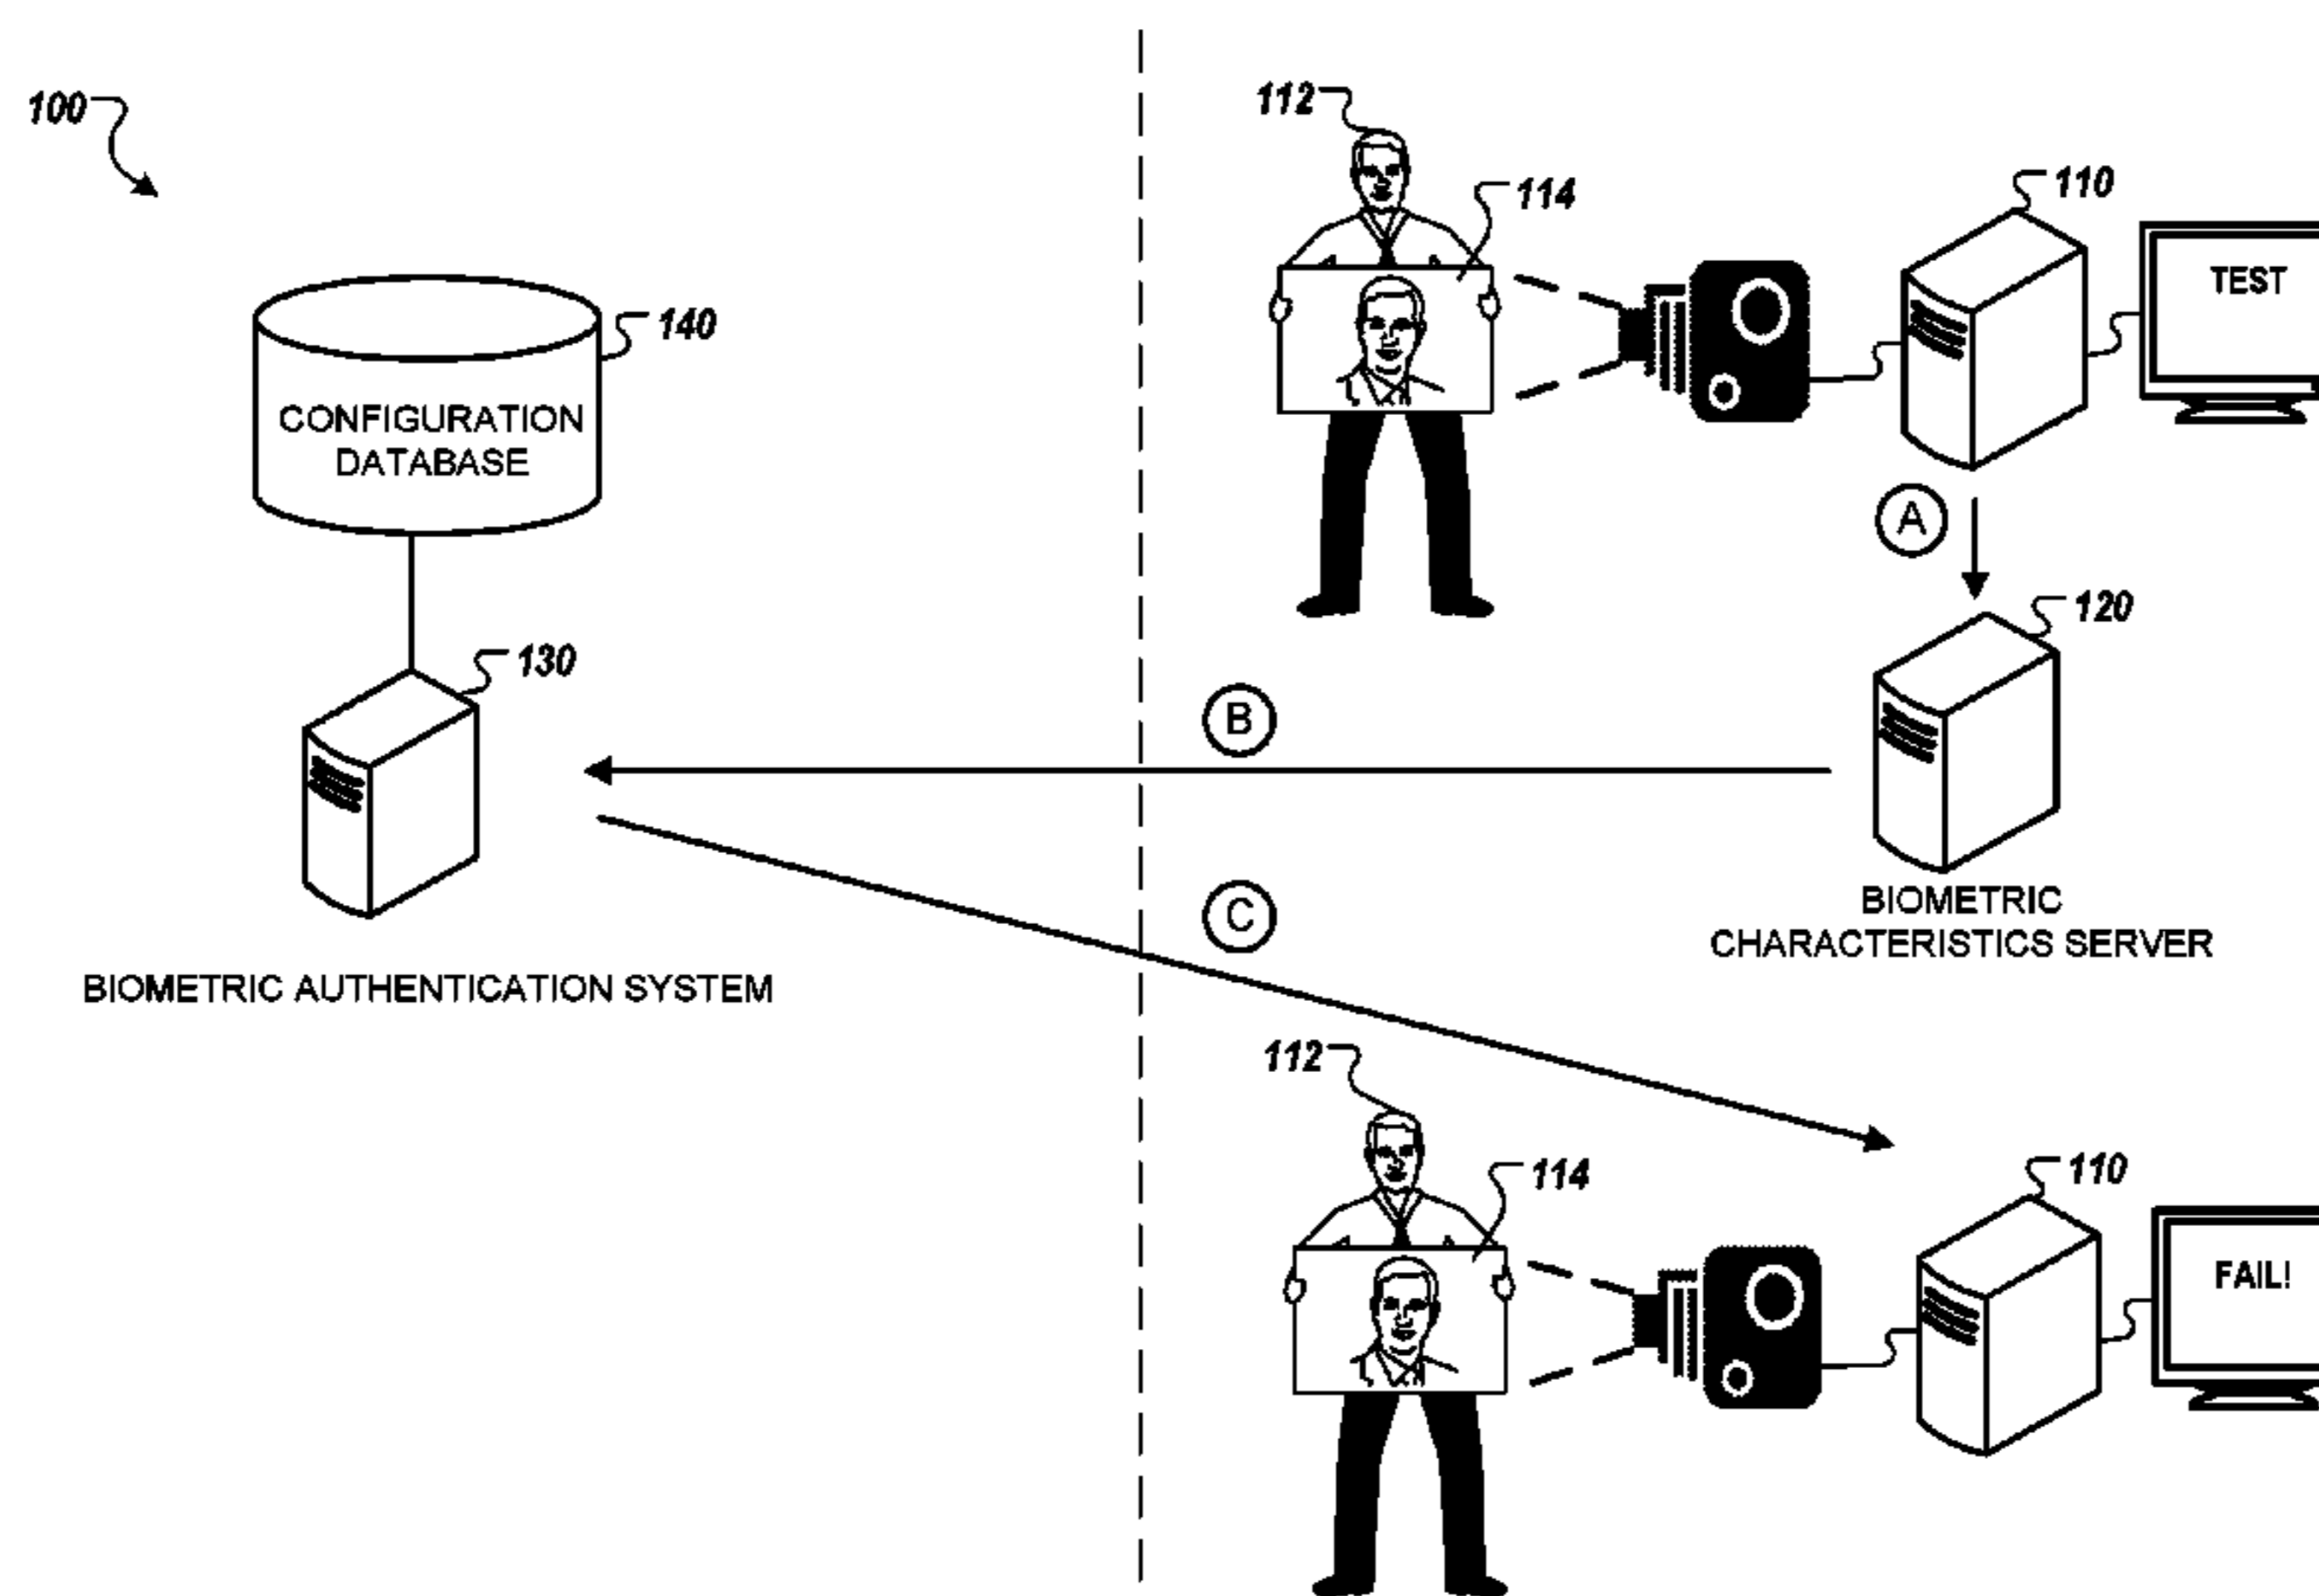 100
112
114
110
TEST
140
CONFIGURATION
DATABASE
A
120
130
B
BIOMETRIC
CHARACTERISTICS SERVER
C
BIOMETRIC AUTHENTICATION SYSTEM
112
114
110
FAIL!